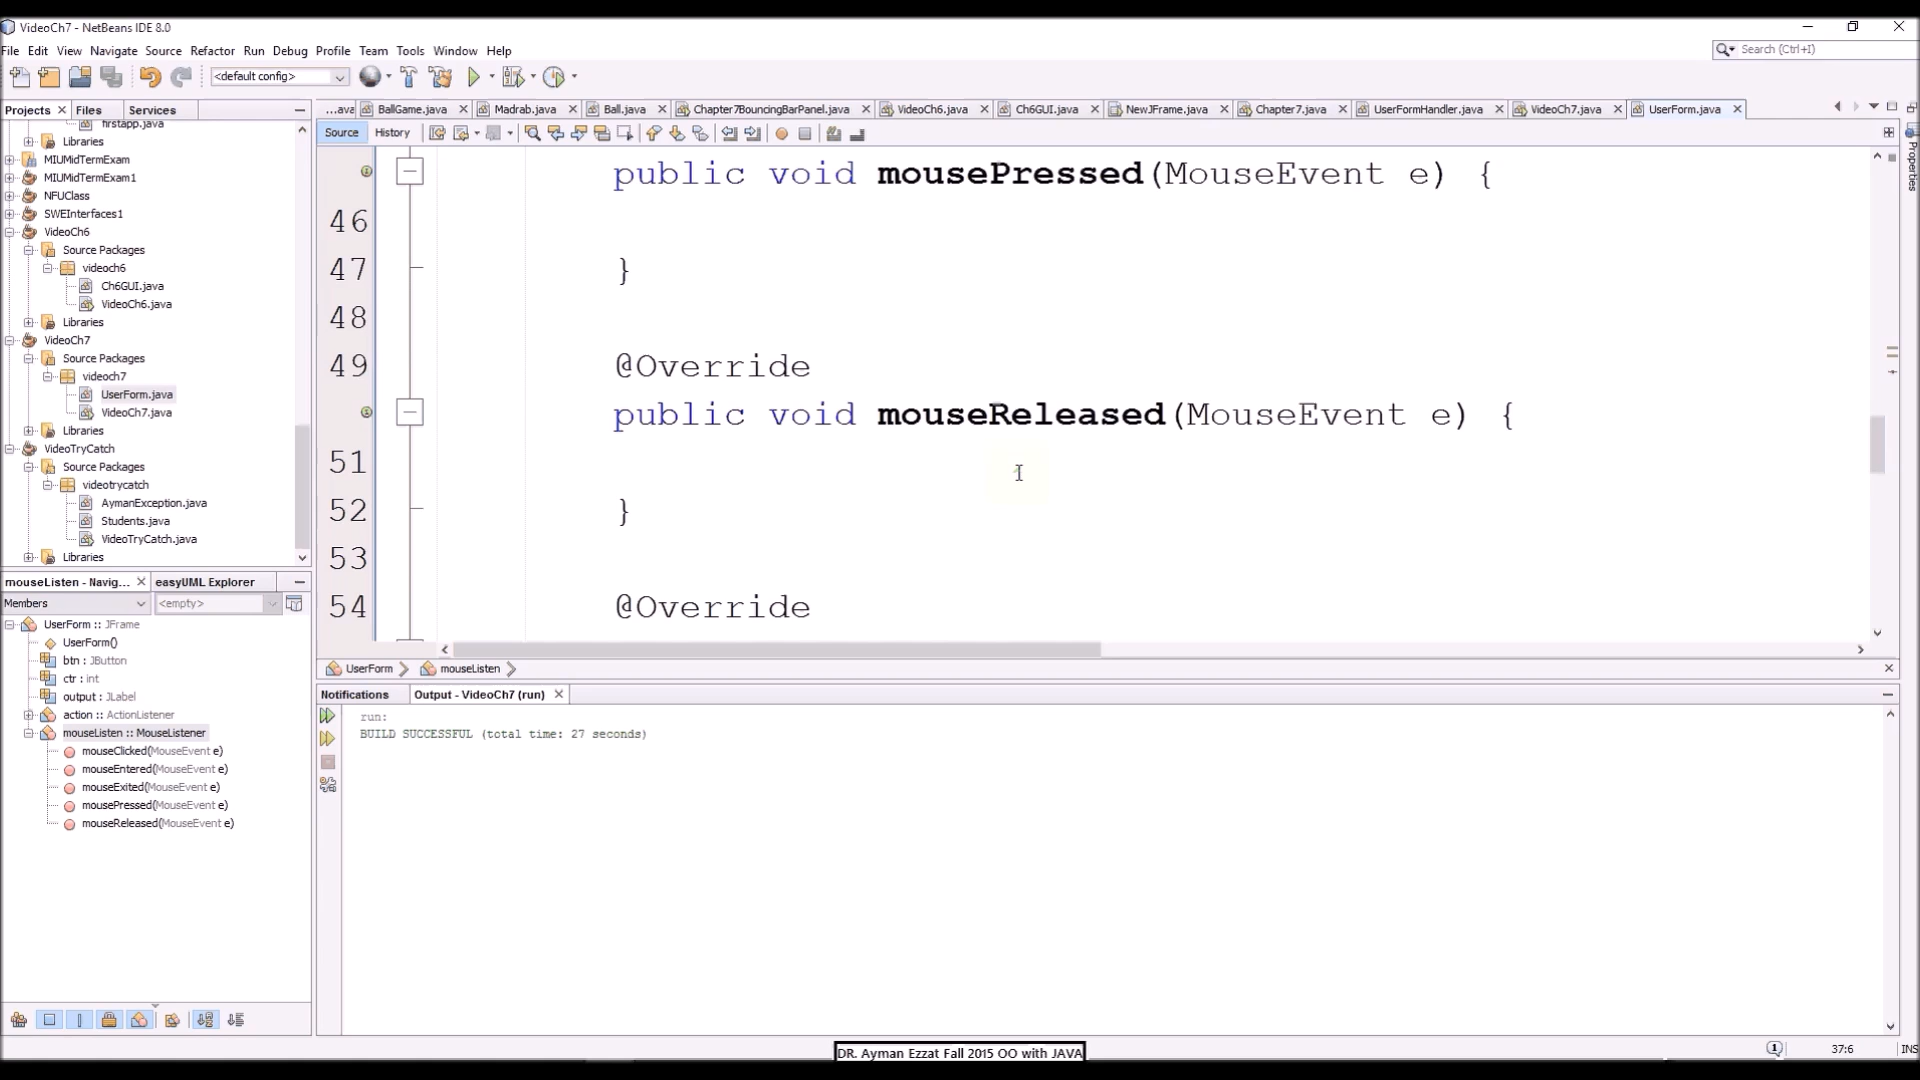 VideoCh7 - NetBeans IDE 8.0
File Edit View Navigate Source Refactor Run Debug Profile Team Tools Window Help
Search (Ctrl+I)
<default config>
Projects Files Services
...ava BallGame.java Madrab.java Ball.java Chapter7BouncingBarPanel.java VideoCh6.java Ch6GUI.java NewJFrame.java Chapter7.java UserFormHandler.java VideoCh7.java UserForm.java
Source History
firstapp.java
Libraries
MIUMidTermExam
MIUMidTermExam1
NFUClass
SWEInterfaces1
VideoCh6
Source Packages
videoch6
Ch6GUI.java
VideoCh6.java
Libraries
VideoCh7
Source Packages
videoch7
UserForm.java
VideoCh7.java
Libraries
VideoTryCatch
Source Packages
videotrycatch
AymanException.java
Students.java
VideoTryCatch.java
Libraries
public void mousePressed(MouseEvent e) {
46
47 }
48
49 @Override
public void mouseReleased(MouseEvent e) {
51
52 }
53
54 @Override
Properties
mouseListen - Navig... easyUML Explorer
Members <empty>
UserForm :: JFrame
UserForm()
btn : JButton
ctr : int
output : JLabel
action :: ActionListener
mouseListen :: MouseListener
mouseClicked(MouseEvent e)
mouseEntered(MouseEvent e)
mouseExited(MouseEvent e)
mousePressed(MouseEvent e)
mouseReleased(MouseEvent e)
UserForm mouseListen
Notifications Output - VideoCh7 (run)
run:
BUILD SUCCESSFUL (total time: 27 seconds)
DR. Ayman Ezzat Fall 2015 OO with JAVA
1 37:6 INS